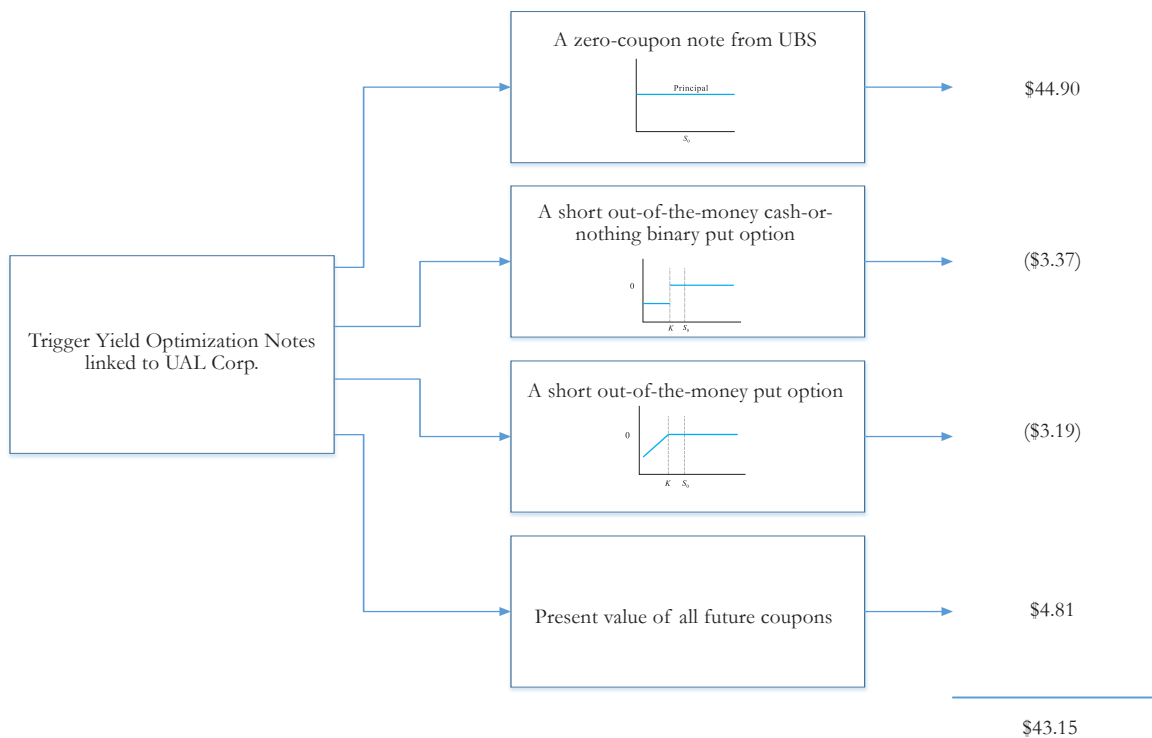 A zero-coupon note from UBS
Principal
S₀
$44.90
A short out-of-the-money cash-or-
nothing binary put option
0
K S₀
($3.37)
Trigger Yield Optimization Notes
linked to UAL Corp.
A short out-of-the-money put option
0
K S₀
($3.19)
Present value of all future coupons
$4.81
$43.15